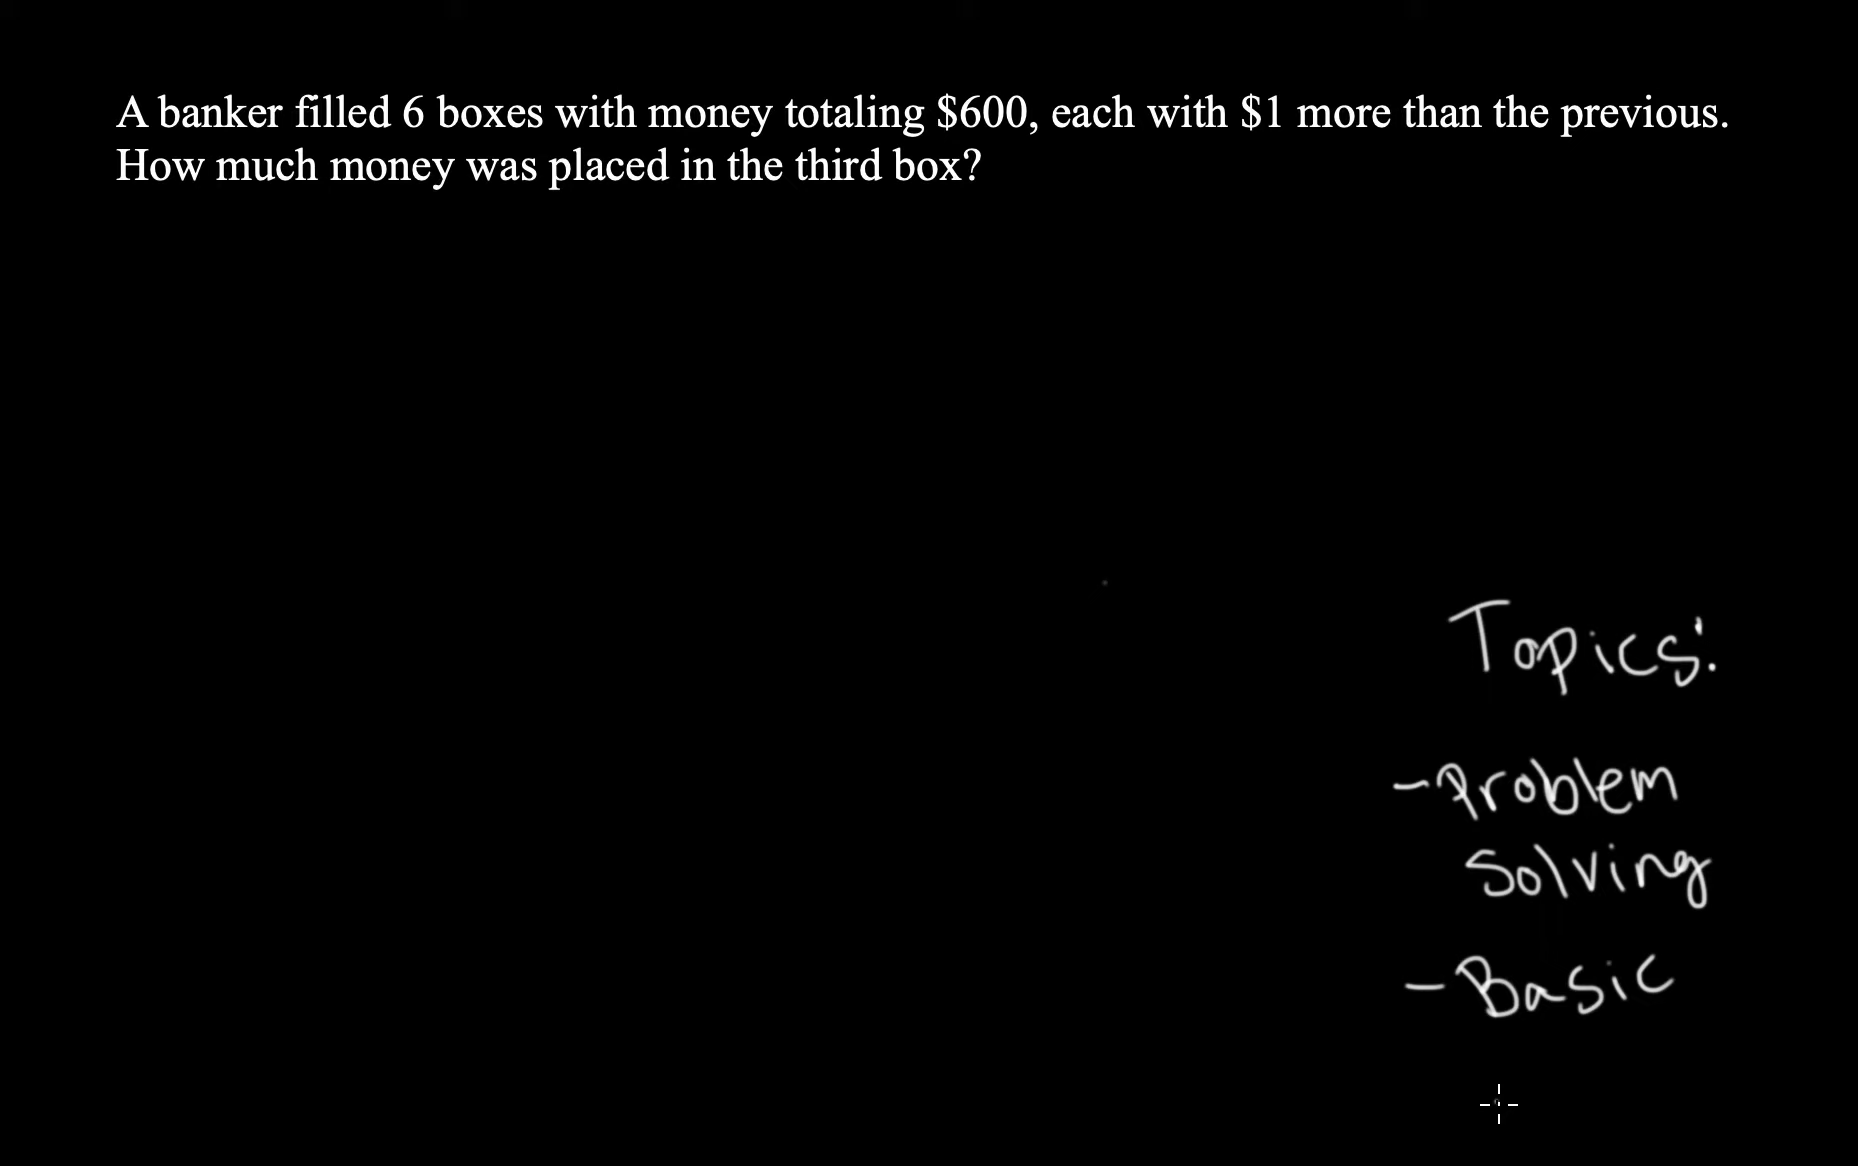 A banker filled 6 boxes with money totaling $600, each with $1 more than the previous.
How much money was placed in the third box?
Topics:
-Problem
Solving
-Basic